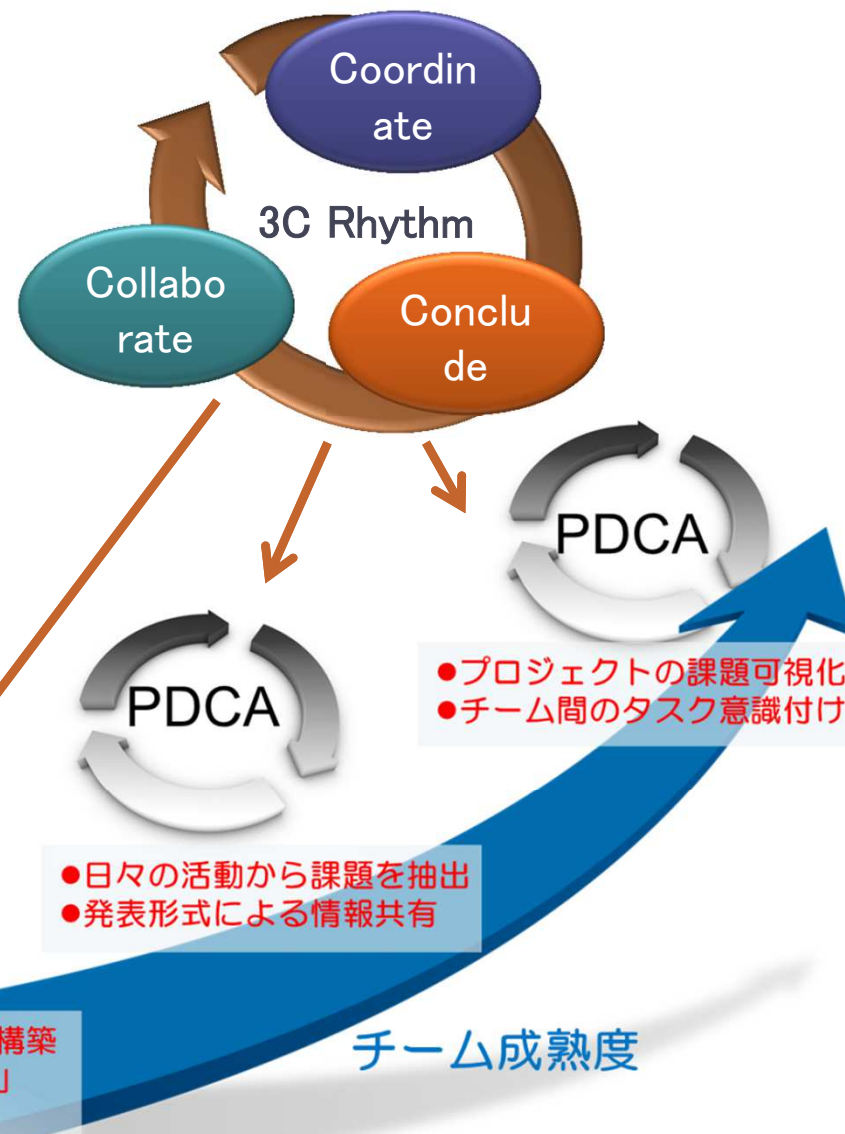 Coordin
ate
3C Rhythm
Collabo
rate
Conclu
de
PDCA
●プロジェクトの課題可視化
●チーム間のタスク意識付け
PDCA
●日々の活動から課題を抽出
●発表形式による情報共有
構築
」
チーム成熟度